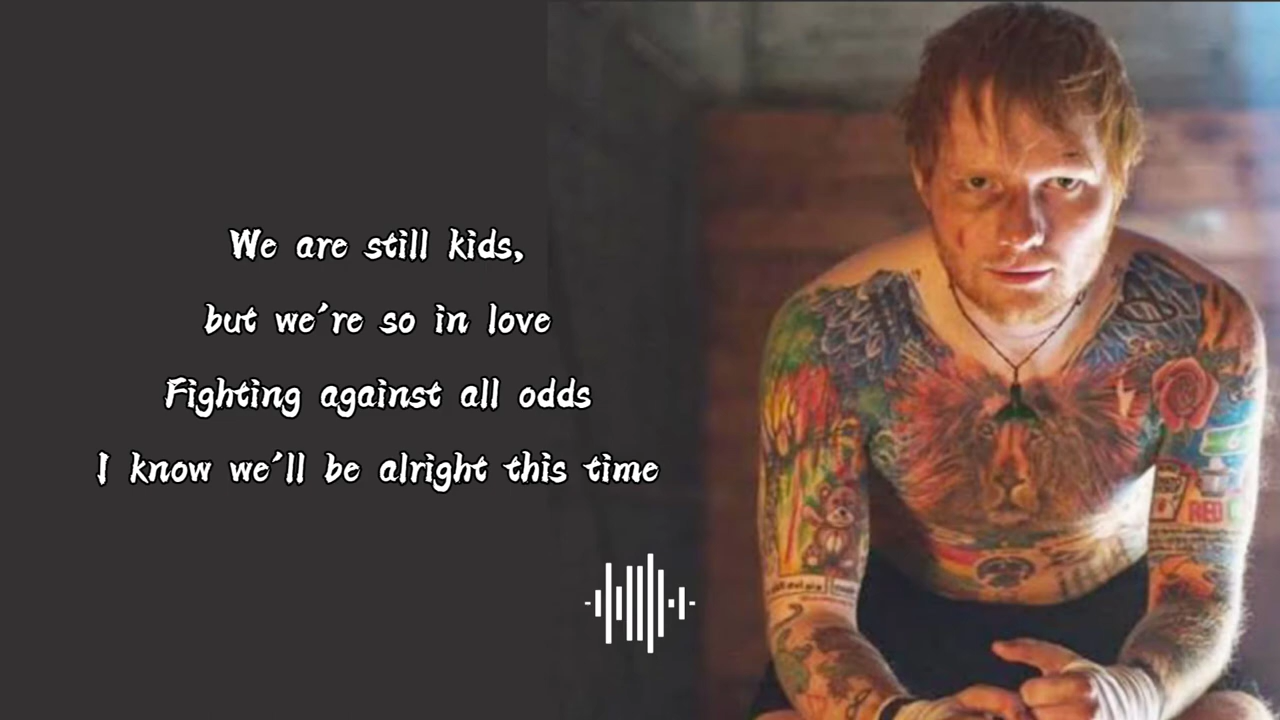 We are still kids,
but we're so in love
Fighting against all odds
I know we'll be alright this time
RED